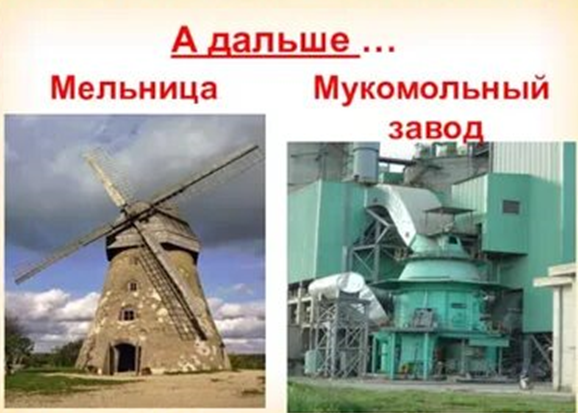 А дальше …
Мельница
Мукомольный
завод